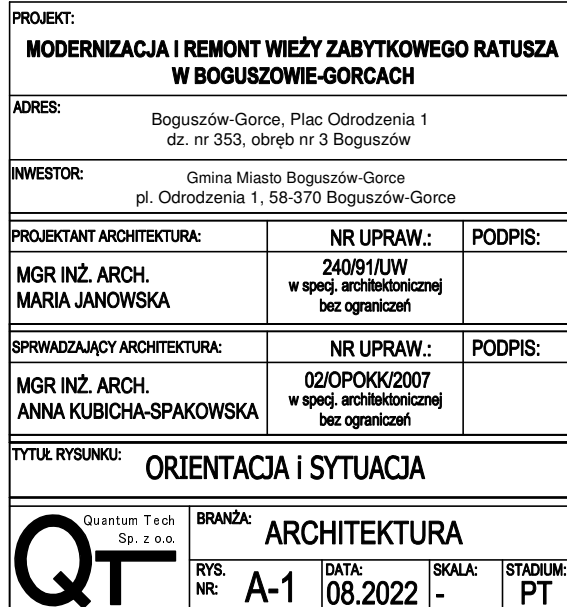 PROJEKT:
MODERNIZACJA I REMONT WIEŻY ZABYTKOWEGO RATUSZA
W BOGUSZOWIE-GORCACH
ADRES:
Boguszów-Gorce, Plac Odrodzenia 1
dz. nr 353, obręb nr 3 Boguszów
INWESTOR:
Gmina Miasto Boguszów-Gorce
pl. Odrodzenia 1, 58-370 Boguszów-Gorce
PROJEKTANT ARCHITEKTURA: NR UPRAW.: PODPIS:
MGR INŻ. ARCH.
MARIA JANOWSKA
240/91/UW
w specj. architektonicznej
bez ograniczeń
SPRWADZAJĄCY ARCHITEKTURA: NR UPRAW.: PODPIS:
MGR INŻ. ARCH.
ANNA KUBICHA-SPAKOWSKA
02/OPOKK/2007
w specj. architektonicznej
bez ograniczeń
TYTUŁ RYSUNKU:
ORIENTACJA i SYTUACJA
Quantum Tech
Sp. z o.o.
QT
BRANŻA:
ARCHITEKTURA
RYS.
NR:
A-1
DATA:
08.2022
SKALA:
-
STADIUM:
PT